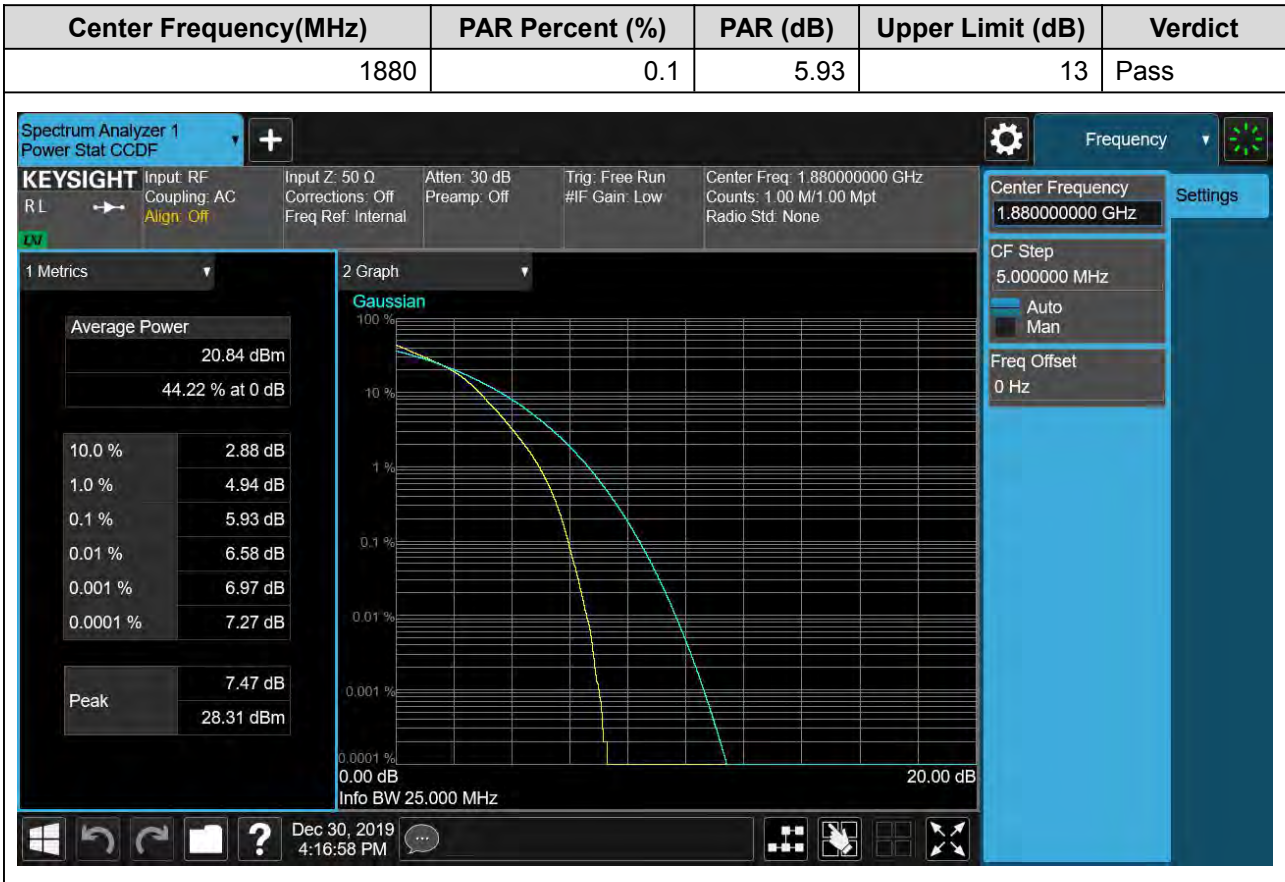 Center Frequency(MHz) PAR Percent (%) PAR (dB) Upper Limit (dB) Verdict
1880 0.1 5.93 13 Pass
Spectrum Analyzer 1
Power Stat CCDF
Frequency
KEYSIGHT
R L
Input: RF
Coupling: AC
Align: Off
Input Z: 50 Ω
Corrections: Off
Freq Ref: Internal
Atten: 30 dB
Preamp: Off
Trig: Free Run
#IF Gain: Low
Center Freq: 1.880000000 GHz
Counts: 1.00 M/1.00 Mpt
Radio Std: None
Center Frequency
1.880000000 GHz
Settings
CF Step
5.000000 MHz
Auto
Man
Freq Offset
0 Hz
1 Metrics
Average Power
20.84 dBm
44.22 % at 0 dB
10.0 % 2.88 dB
1.0 % 4.94 dB
0.1 % 5.93 dB
0.01 % 6.58 dB
0.001 % 6.97 dB
0.0001 % 7.27 dB
Peak
7.47 dB
28.31 dBm
2 Graph
Gaussian
100 %
10 %
1 %
0.1 %
0.01 %
0.001 %
0.0001 %
0.00 dB 20.00 dB
Info BW 25.000 MHz
Dec 30, 2019
4:16:58 PM